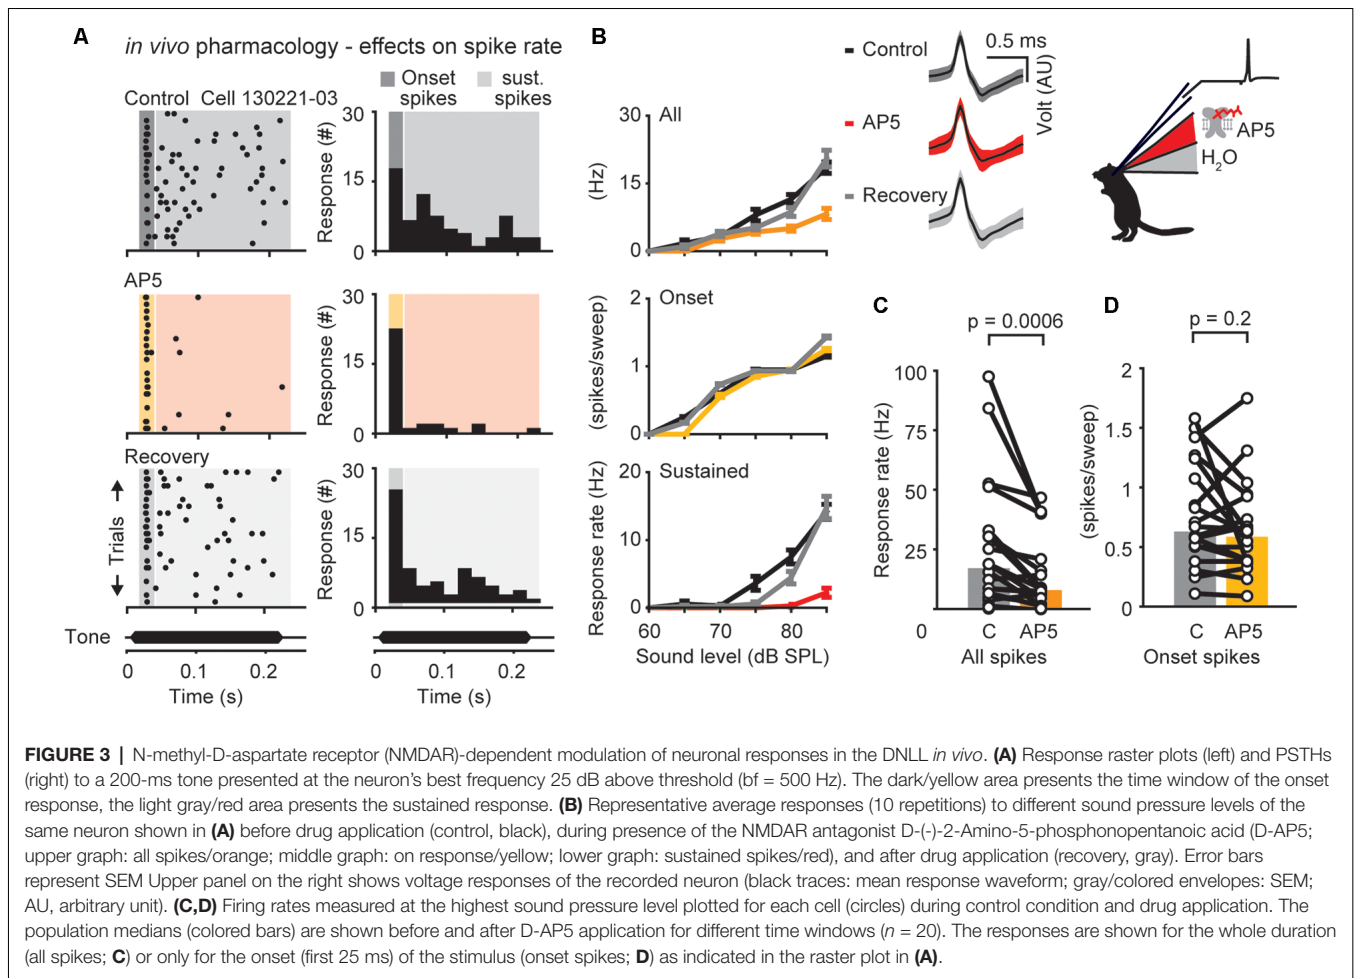 A
in vivo pharmacology - effects on spike rate
Onset spikes
sust. spikes
Control Cell 130221-03
Response (#)
30
15
0
AP5
Response (#)
30
15
0
Recovery
Trials
Response (#)
30
15
0
Tone
0 0.1 0.2
Time (s)
0 0.1 0.2
Time (s)
B
All
(Hz)
30
15
0
Onset
(spikes/sweep)
2
1
0
Sustained
Response rate (Hz)
20
10
0
60 70 80
Sound level (dB SPL)
Control
AP5
Recovery
0.5 ms
Volt (AU)
AP5
H2O
C
p = 0.0006
Response rate (Hz)
100
75
50
25
0
C AP5
All spikes
D
p = 0.2
(spikes/sweep)
2
1.5
1
0.5
0
C AP5
Onset spikes
FIGURE 3 | N-methyl-D-aspartate receptor (NMDAR)-dependent modulation of neuronal responses in the DNLL in vivo. (A) Response raster plots (left) and PSTHs
(right) to a 200-ms tone presented at the neuron's best frequency 25 dB above threshold (bf = 500 Hz). The dark/yellow area presents the time window of the onset
response, the light gray/red area presents the sustained response. (B) Representative average responses (10 repetitions) to different sound pressure levels of the
same neuron shown in (A) before drug application (control, black), during presence of the NMDAR antagonist D-(-)-2-Amino-5-phosphonopentanoic acid (D-AP5;
upper graph: all spikes/orange; middle graph: on response/yellow; lower graph: sustained spikes/red), and after drug application (recovery, gray). Error bars
represent SEM Upper panel on the right shows voltage responses of the recorded neuron (black traces: mean response waveform; gray/colored envelopes: SEM;
AU, arbitrary unit). (C,D) Firing rates measured at the highest sound pressure level plotted for each cell (circles) during control condition and drug application. The
population medians (colored bars) are shown before and after D-AP5 application for different time windows (n = 20). The responses are shown for the whole duration
(all spikes; C) or only for the onset (first 25 ms) of the stimulus (onset spikes; D) as indicated in the raster plot in (A).